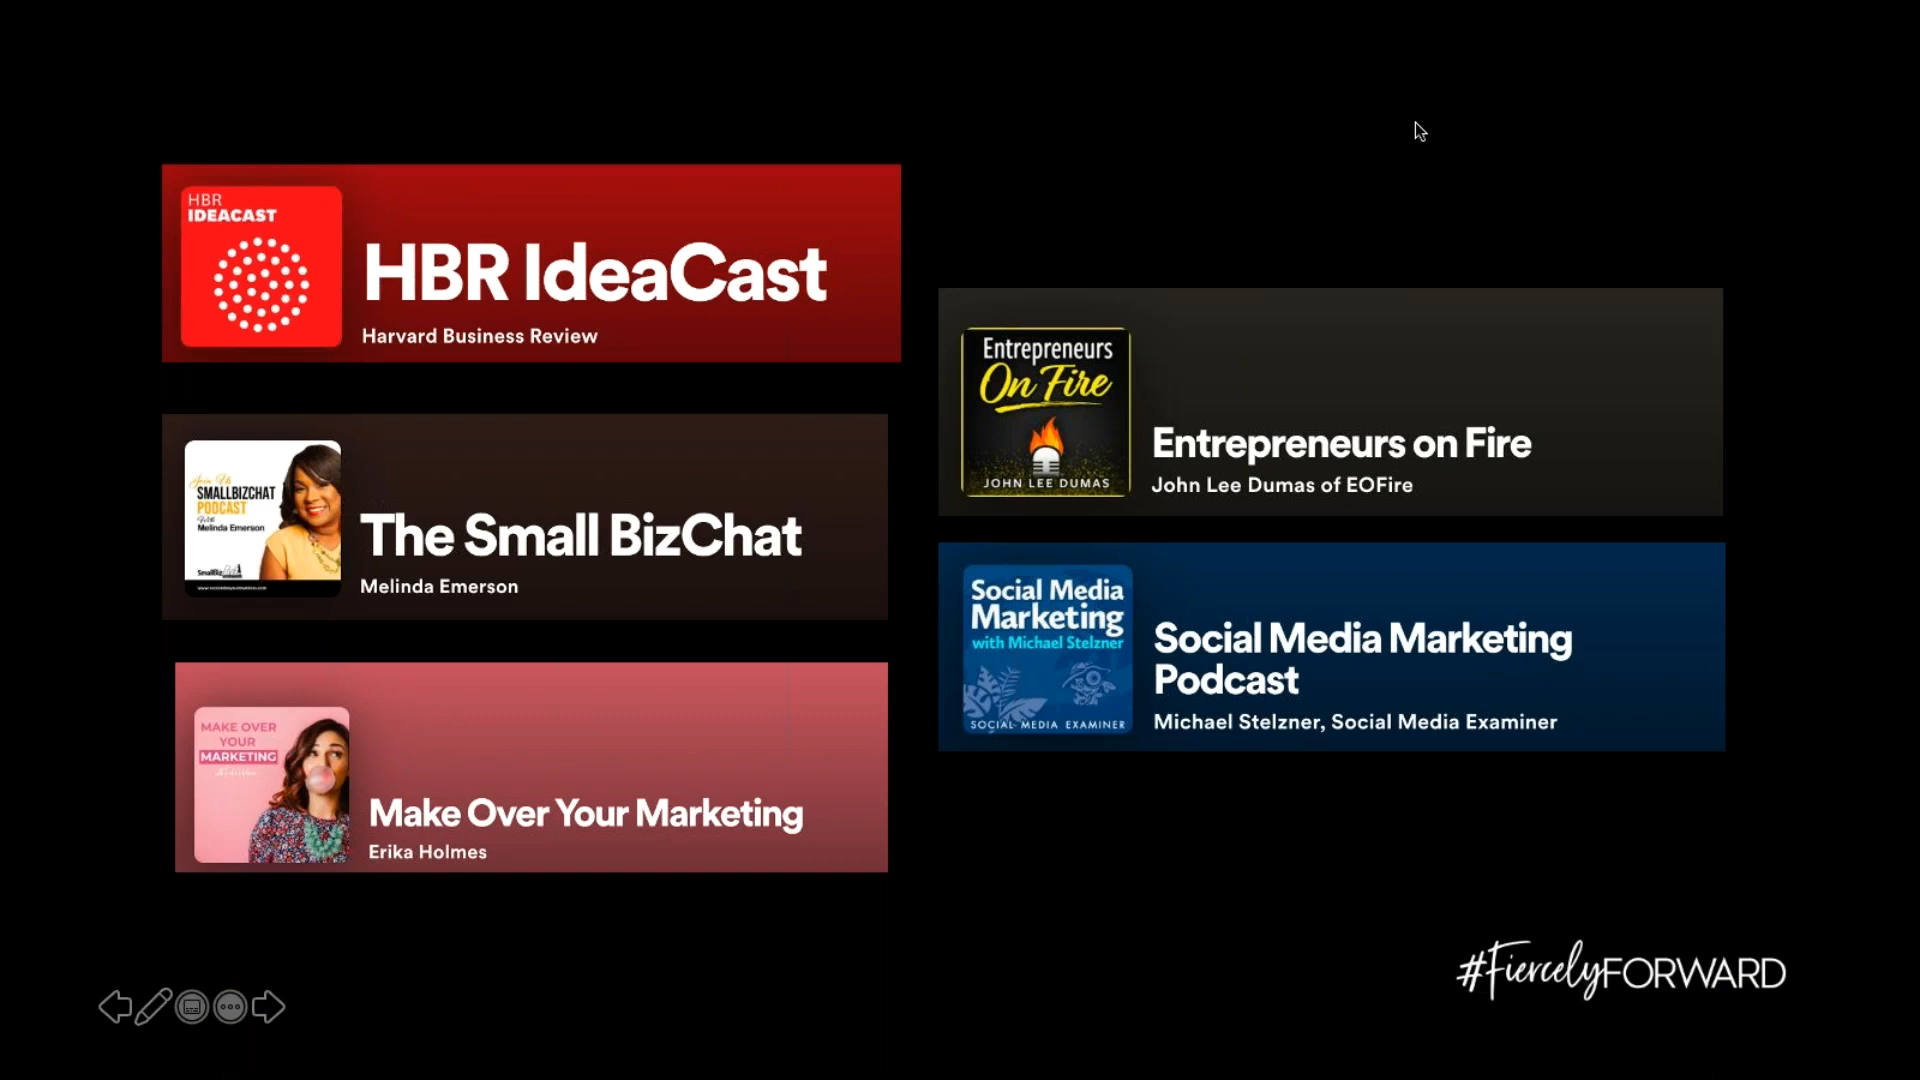 HBR
IDEACAST
HBR IdeaCast
Harvard Business Review
Join Us
SMALLBIZCHAT
PODCAST
With
Melinda Emerson
The Small BizChat
Melinda Emerson
MAKE OVER
YOUR
MARKETING
Make Over Your Marketing
Erika Holmes
Entrepreneurs
On Fire
JOHN LEE DUMAS
Entrepreneurs on Fire
John Lee Dumas of EOFire
Social Media
Marketing
with Michael Stelzner
SOCIAL MEDIA EXAMINER
Social Media Marketing
Podcast
Michael Stelzner, Social Media Examiner
#FiercelyFORWARD